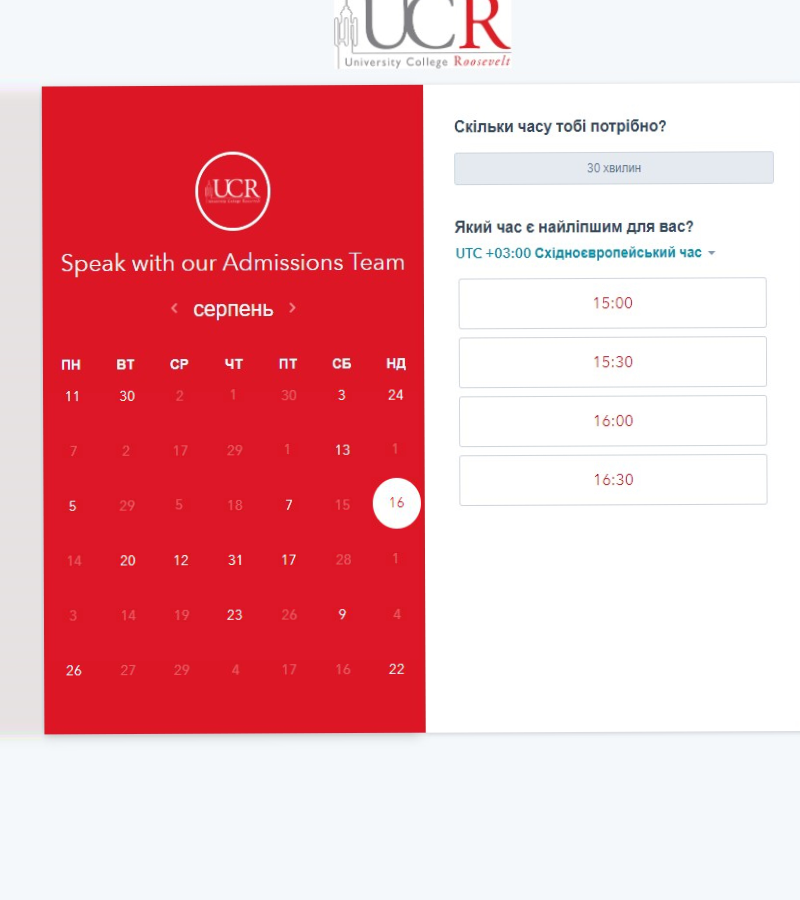 UCR
University College Roosevelt
UCR
Speak with our Admissions Team
серпень
ПН ВТ СР ЧТ ПТ СБ НД
11 30 2 1 30 3 24
7 2 17 29 1 13 1
5 29 5 18 7 15 16
14 20 12 31 17 28 1
3 14 19 23 26 9 4
26 27 29 4 17 16 22
Скільки часу тобі потрібно?
30 хвилин
Який час є найліпшим для вас?
UTC +03:00 Східноєвропейський час
15:00
15:30
16:00
16:30